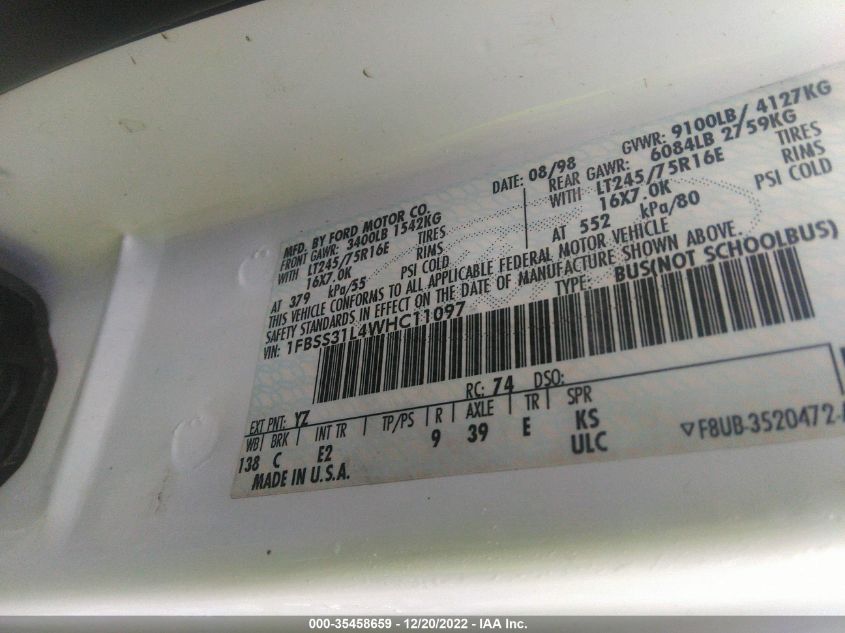 MFD. BY FORD MOTOR CO.
DATE: 08/98
GVWR: 9100LB/ 4127KG
FRONT GAWR: 3400LB 1542KG
REAR GAWR: 6084LB 2759KG
WITH LT245/75R16E TIRES
WITH LT245/75R16E TIRES
16X7.0K RIMS
16X7.0K RIMS
AT 379 kPa/55 PSI COLD
AT 552 kPa/80 PSI COLD
THIS VEHICLE CONFORMS TO ALL APPLICABLE FEDERAL MOTOR VEHICLE
SAFETY STANDARDS IN EFFECT ON THE DATE OF MANUFACTURE SHOWN ABOVE.
VIN: 1FBSS31L4WHC11097
TYPE: BUS(NOT SCHOOLBUS)
EXT PNT: YZ
RC: 74 DSO:
WB BRK INT TR TP/PS R AXLE TR SPR
138 C E2 9 39 E KS
ULC
MADE IN U.S.A.
F8UB-3520472-
000-35458659 - 12/20/2022 - IAA Inc.